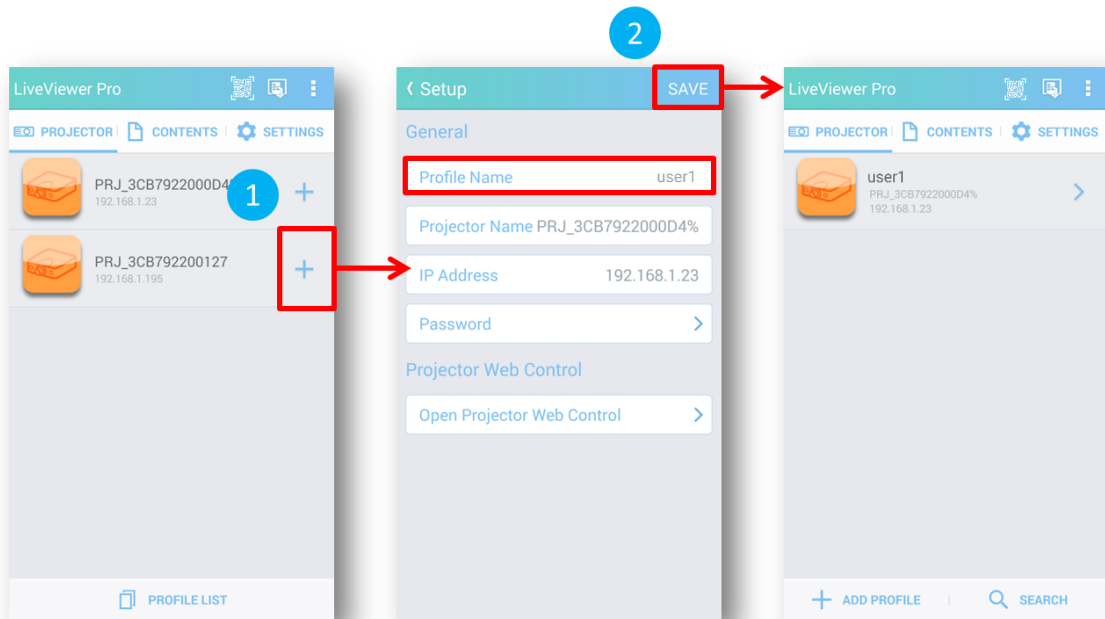 2
LiveViewer Pro
PROJECTOR
CONTENTS
SETTINGS
PRJ_3CB7922000D4
192.168.1.23
1
PRJ_3CB792200127
192.168.1.195
PROFILE LIST
Setup
SAVE
General
Profile Name user1
Projector Name PRJ_3CB7922000D4%
IP Address 192.168.1.23
Password
Projector Web Control
Open Projector Web Control
LiveViewer Pro
PROJECTOR
CONTENTS
SETTINGS
user1
PRJ_3CB7922000D4%
192.168.1.23
ADD PROFILE
SEARCH